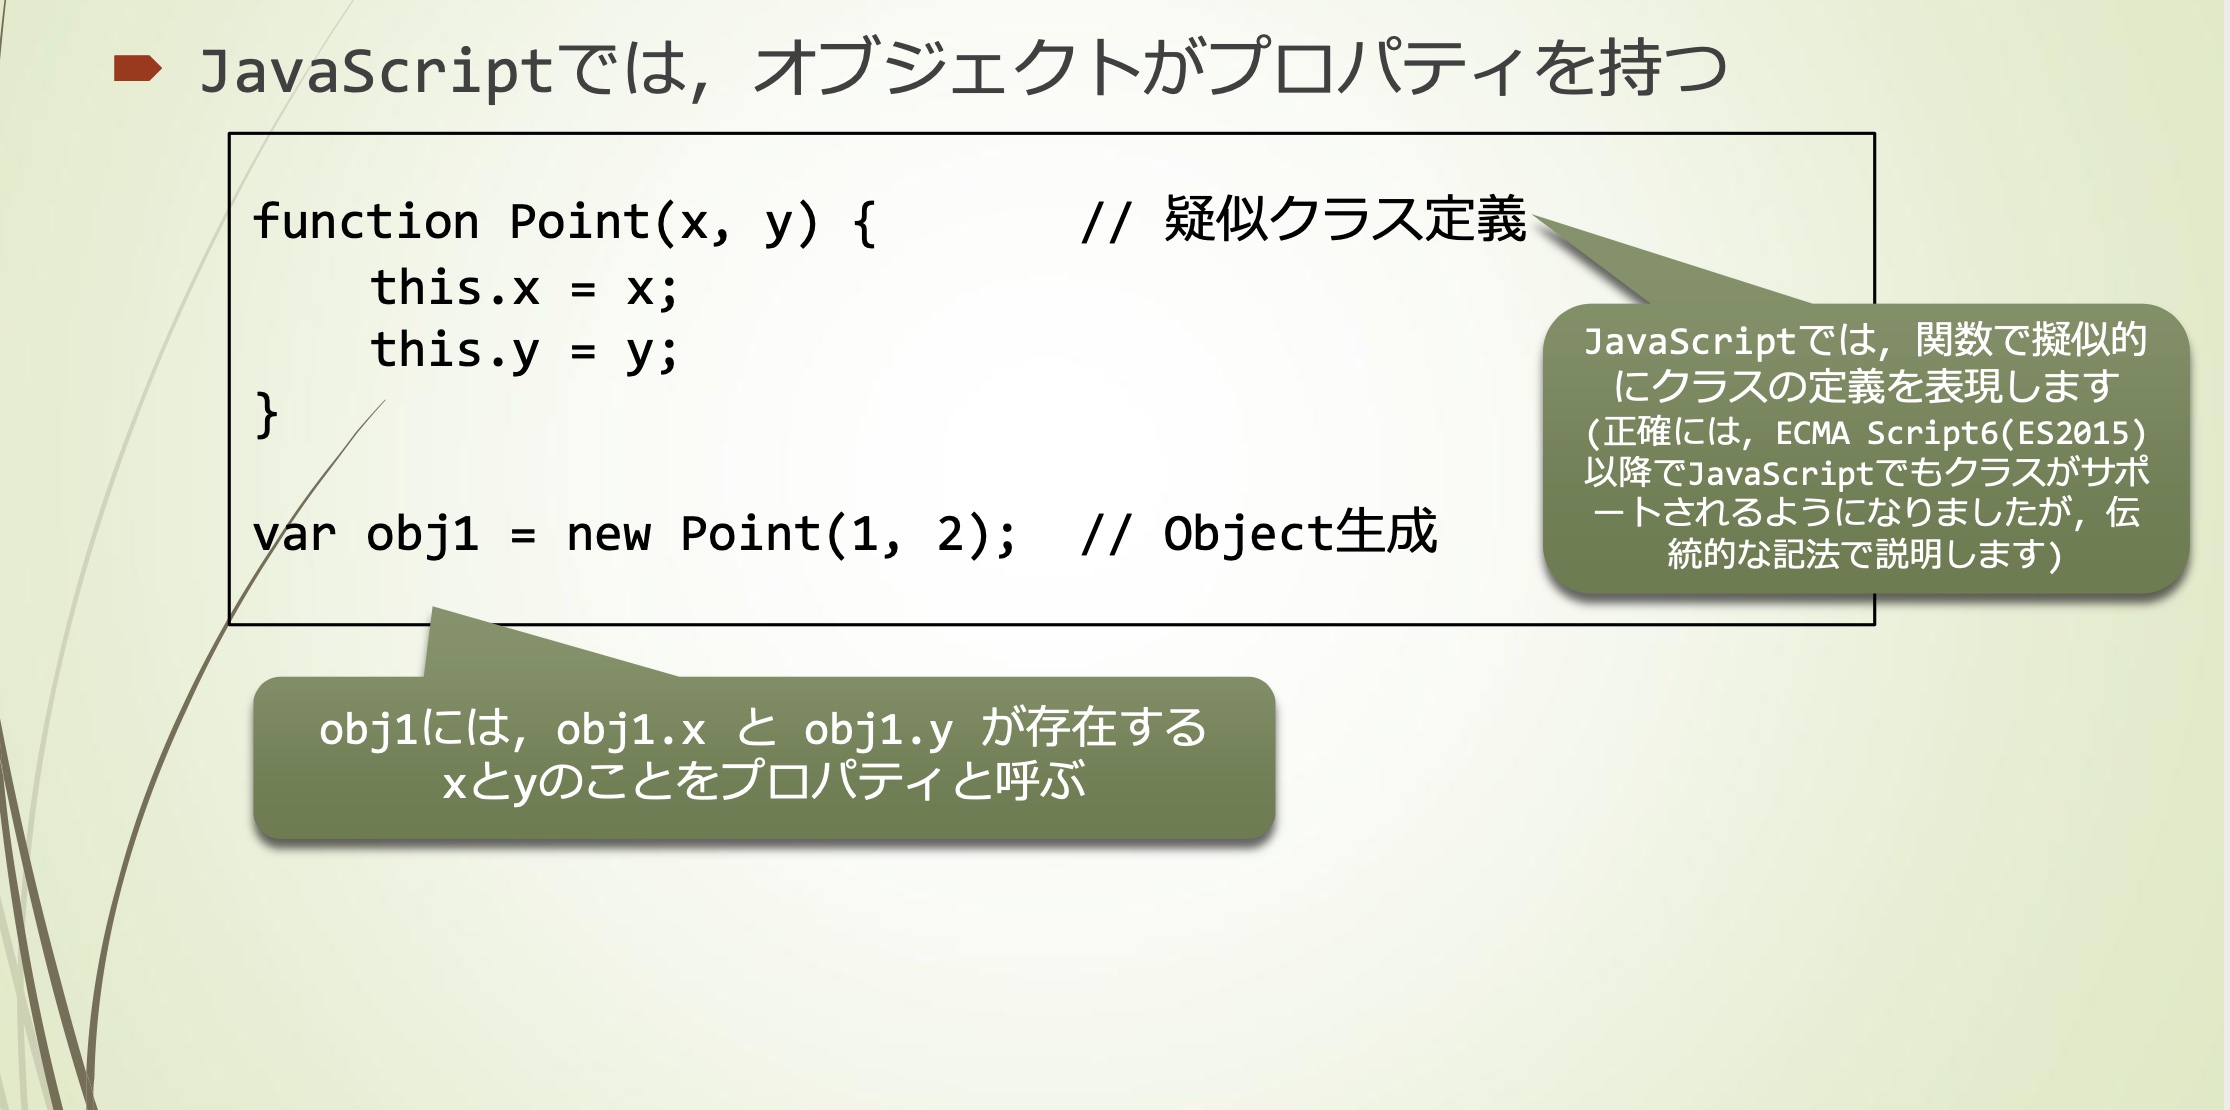 JavaScriptでは，オブジェクトがプロパティを持つ
function Point(x, y) {       // 疑似クラス定義
    this.x = x;
    this.y = y;
}
var obj1 = new Point(1, 2);  // Object生成
JavaScriptでは，関数で擬似的
にクラスの定義を表現します
(正確には，ECMA Script6(ES2015)
以降でJavaScriptでもクラスがサポ
ートされるようになりましたが，伝
統的な記法で説明します)
obj1には，obj1.x と obj1.y が存在する
xとyのことをプロパティと呼ぶ